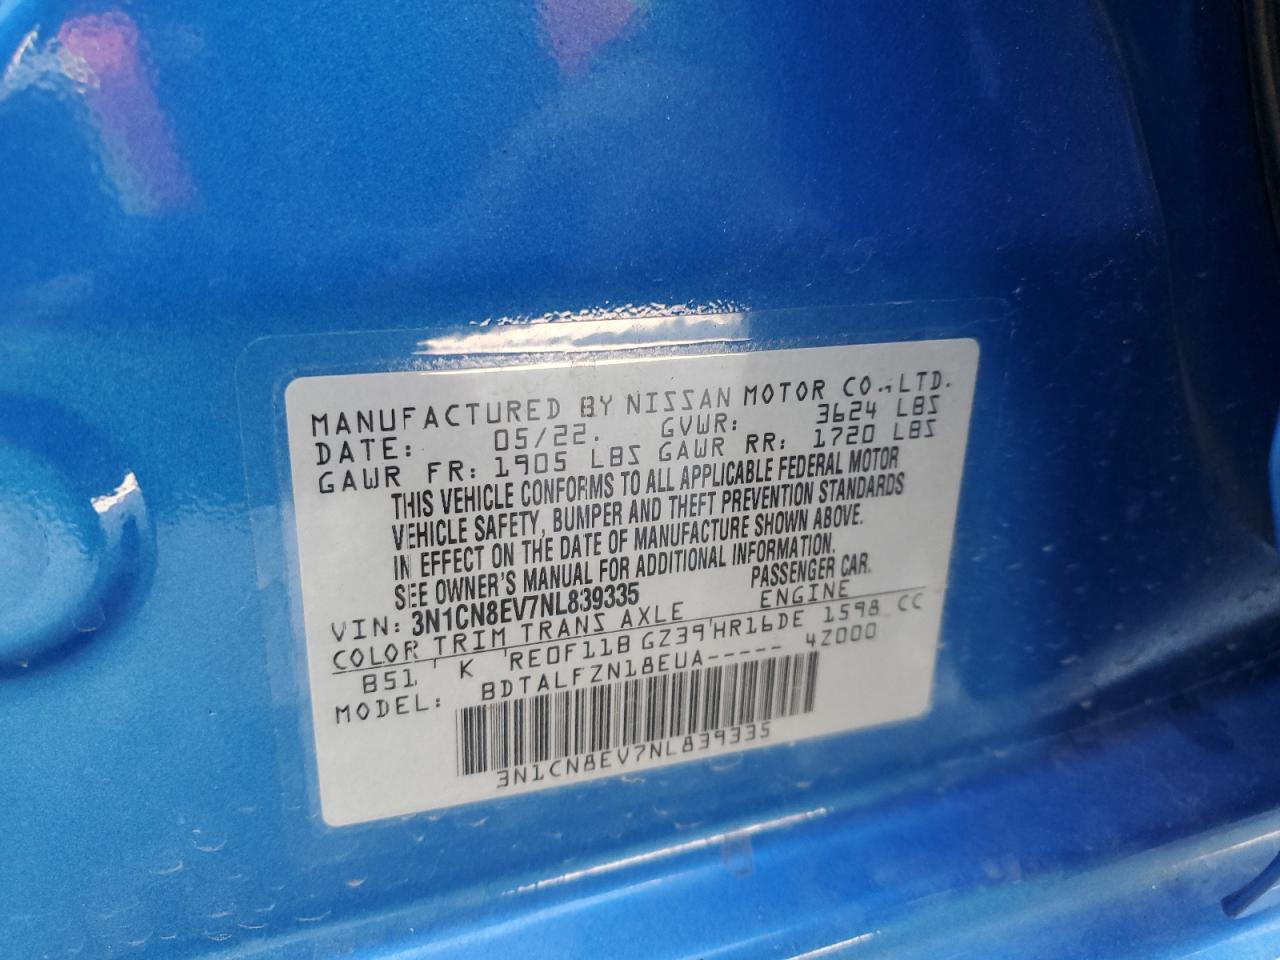 MANUFACTURED BY NISSAN MOTOR CO., LTD.
DATE: 05/22. GVWR: 3624 LBS
GAWR FR: 1905 LBS GAWR RR: 1720 LBS
THIS VEHICLE CONFORMS TO ALL APPLICABLE FEDERAL MOTOR
VEHICLE SAFETY, BUMPER AND THEFT PREVENTION STANDARDS
IN EFFECT ON THE DATE OF MANUFACTURE SHOWN ABOVE.
SEE OWNER'S MANUAL FOR ADDITIONAL INFORMATION.
VIN: 3N1CN8EV7NL839335 PASSENGER CAR.
COLOR TRIM TRANS AXLE ENGINE
B51 K RE0F11B GZ39 HR16DE 1598 CC
MODEL: BDTALFZN18EUA----- 4Z000
3N1CN8EV7NL839335